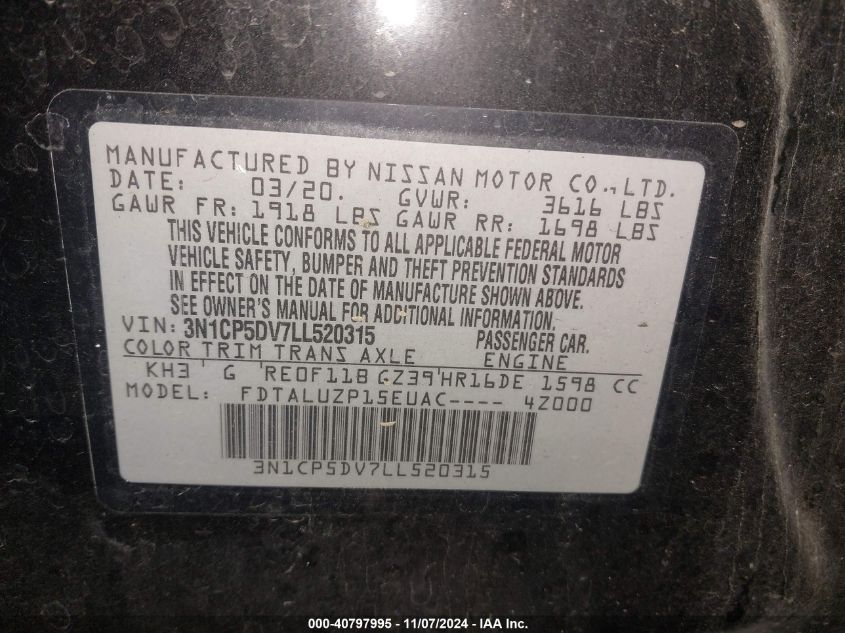 MANUFACTURED BY NISSAN MOTOR CO., LTD.
DATE: 03/20. GVWR: 3616 LBS
GAWR FR: 1918 LBS GAWR RR: 1698 LBS
THIS VEHICLE CONFORMS TO ALL APPLICABLE FEDERAL MOTOR
VEHICLE SAFETY, BUMPER AND THEFT PREVENTION STANDARDS
IN EFFECT ON THE DATE OF MANUFACTURE SHOWN ABOVE.
SEE OWNER'S MANUAL FOR ADDITIONAL INFORMATION.
VIN: 3N1CP5DV7LL520315 PASSENGER CAR.
COLOR TRIM TRANS AXLE ENGINE
KH3 G RE0F11B GZ39 HR16DE 1598 CC
MODEL: FDTALUZP15EUAC---- 4Z000
3N1CP5DV7LL520315
000-40797995 - 11/07/2024 - IAA Inc.